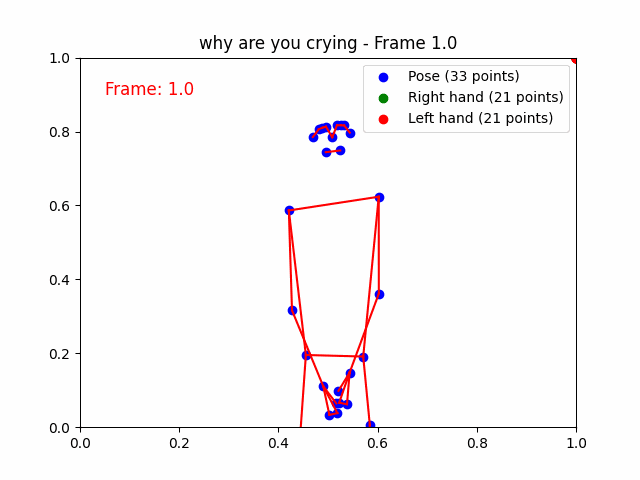 why are you crying - Frame 1.0
Frame: 1.0
Pose (33 points)
Right hand (21 points)
Left hand (21 points)
1.0
0.8
0.6
0.4
0.2
0.0
0.0 0.2 0.4 0.6 0.8 1.0